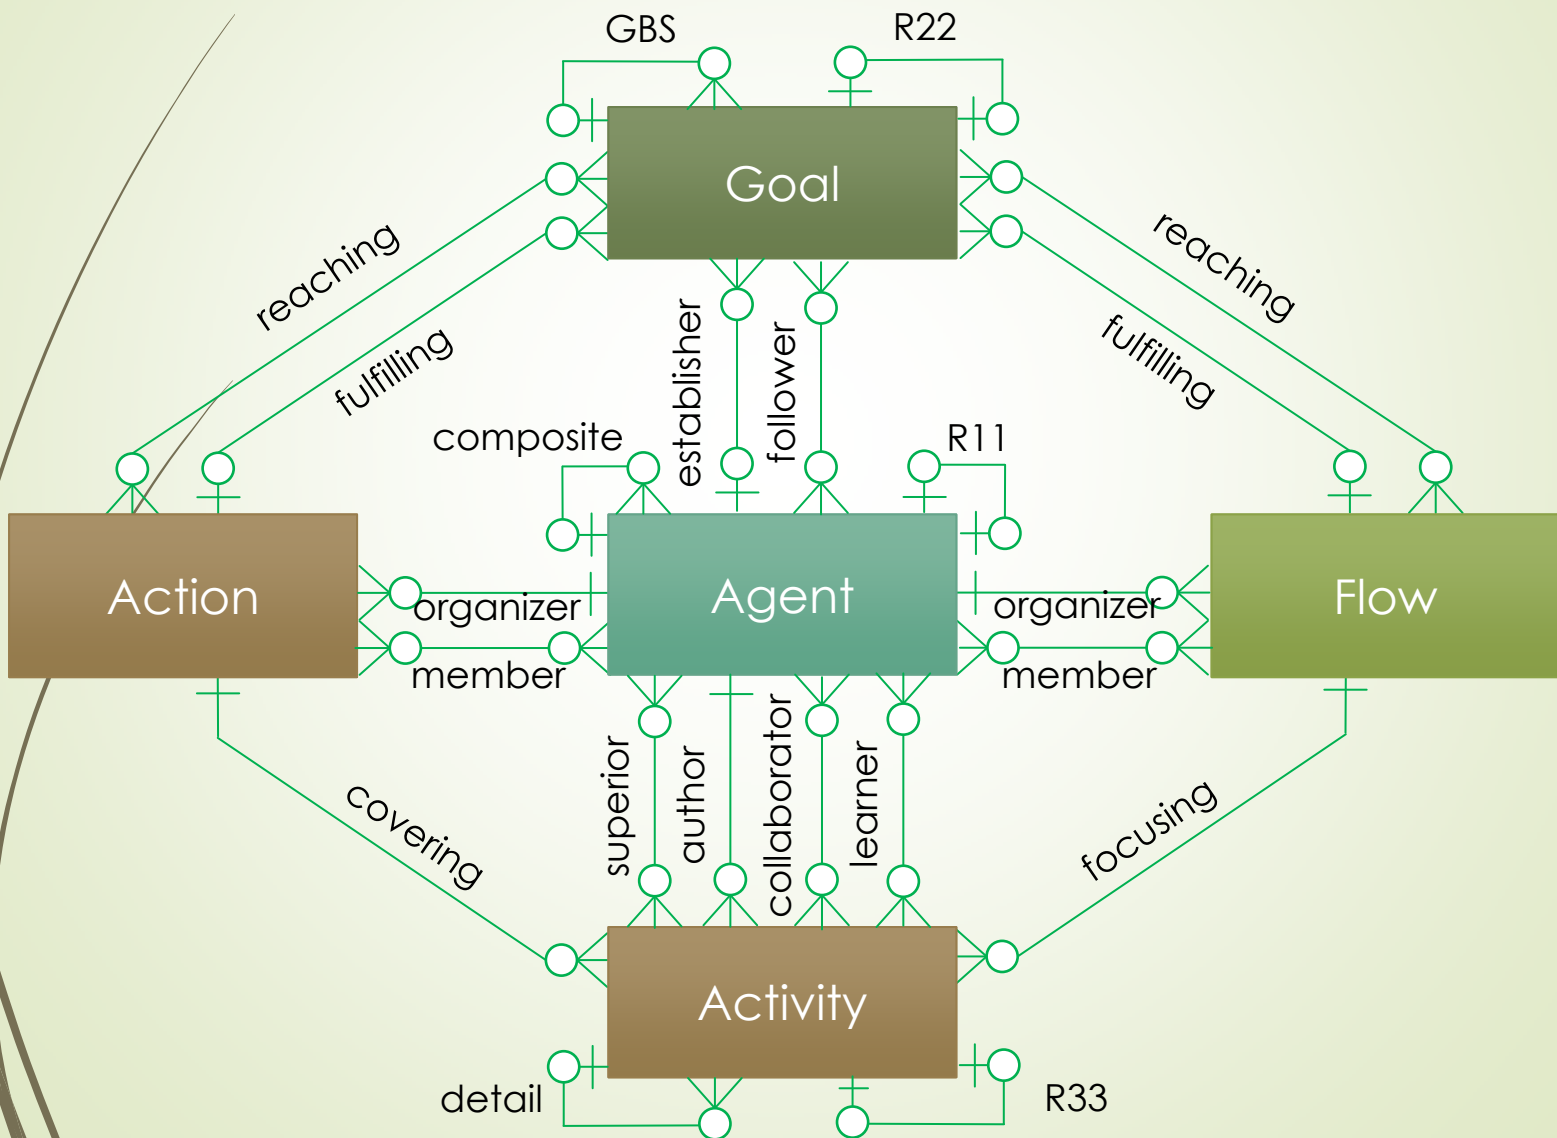 GBS
R22
Goal
reaching
reaching
fulfilling
fulfilling
establisher
follower
composite
R11
Action
Agent
Flow
organizer
organizer
member
member
superior
author
collaborator
learner
covering
focusing
Activity
detail
R33